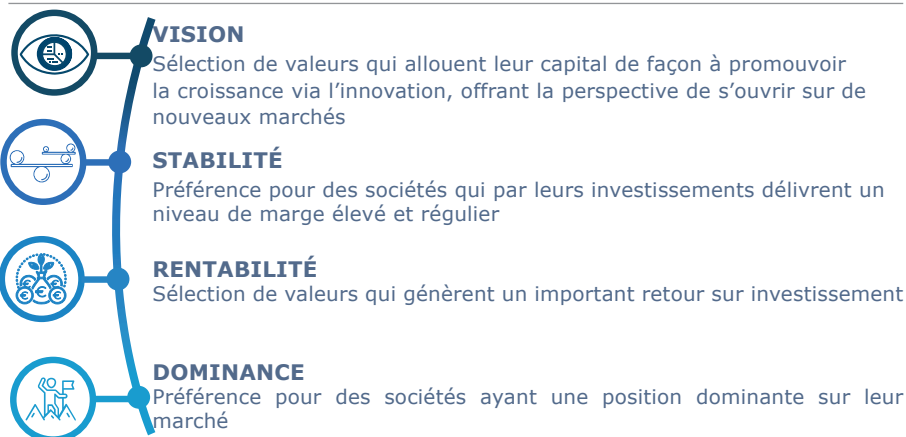 VISION
Sélection de valeurs qui allouent leur capital de façon à promouvoir
la croissance via l’innovation, offrant la perspective de s’ouvrir sur de
nouveaux marchés
STABILITÉ
Préférence pour des sociétés qui par leurs investissements délivrent un
niveau de marge élevé et régulier
RENTABILITÉ
Sélection de valeurs qui génèrent un important retour sur investissement
DOMINANCE
Préférence pour des sociétés ayant une position dominante sur leur
marché